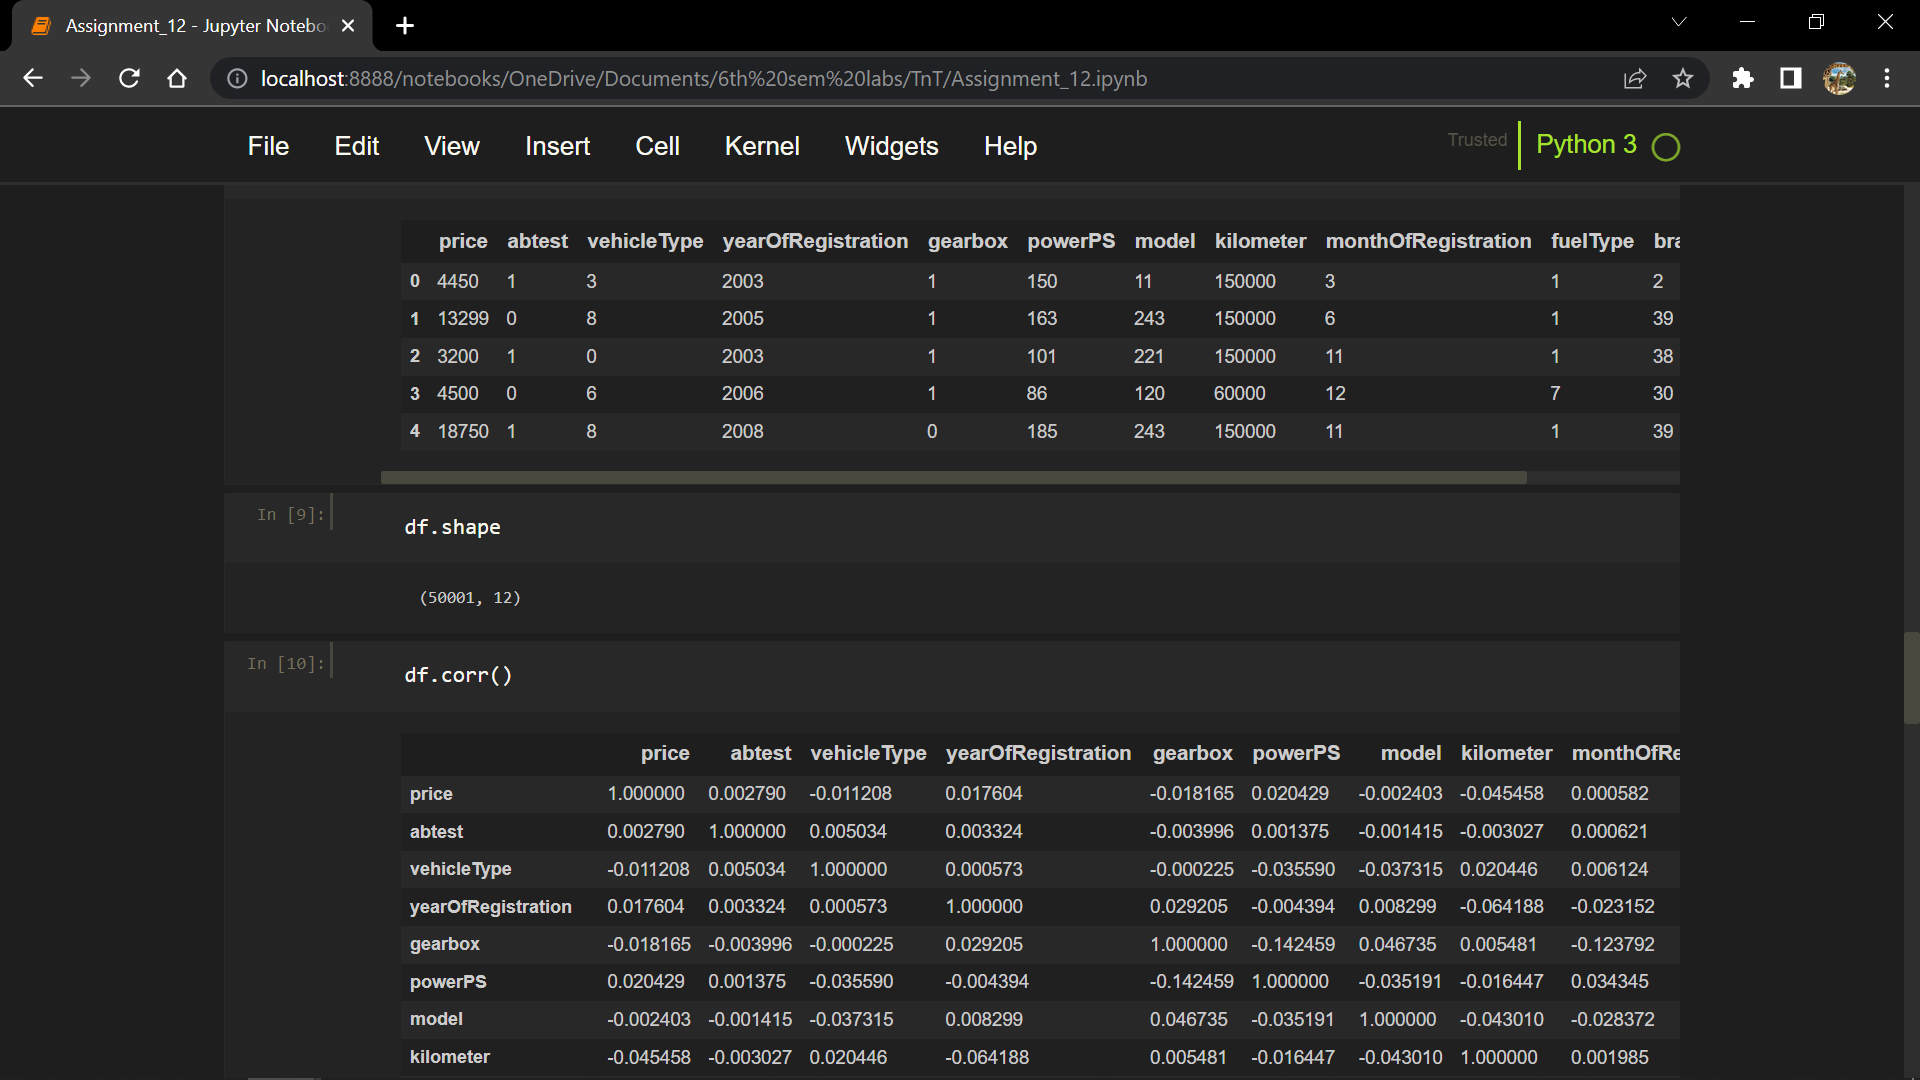 Assignment_12 - Jupyter Notebo
localhost:8888/notebooks/OneDrive/Documents/6th%20sem%20labs/TnT/Assignment_12.ipynb
File Edit View Insert Cell Kernel Widgets Help Trusted Python 3
price abtest vehicleType yearOfRegistration gearbox powerPS model kilometer monthOfRegistration fuelType bra
0 4450 1 3 2003 1 150 11 150000 3 1 2
1 13299 0 8 2005 1 163 243 150000 6 1 39
2 3200 1 0 2003 1 101 221 150000 11 1 38
3 4500 0 6 2006 1 86 120 60000 12 7 30
4 18750 1 8 2008 0 185 243 150000 11 1 39
In [9]: df.shape
(50001, 12)
In [10]: df.corr()
price abtest vehicleType yearOfRegistration gearbox powerPS model kilometer monthOfRe
price 1.000000 0.002790 -0.011208 0.017604 -0.018165 0.020429 -0.002403 -0.045458 0.000582
abtest 0.002790 1.000000 0.005034 0.003324 -0.003996 0.001375 -0.001415 -0.003027 0.000621
vehicleType -0.011208 0.005034 1.000000 0.000573 -0.000225 -0.035590 -0.037315 0.020446 0.006124
yearOfRegistration 0.017604 0.003324 0.000573 1.000000 0.029205 -0.004394 0.008299 -0.064188 -0.023152
gearbox -0.018165 -0.003996 -0.000225 0.029205 1.000000 -0.142459 0.046735 0.005481 -0.123792
powerPS 0.020429 0.001375 -0.035590 -0.004394 -0.142459 1.000000 -0.035191 -0.016447 0.034345
model -0.002403 -0.001415 -0.037315 0.008299 0.046735 -0.035191 1.000000 -0.043010 -0.028372
kilometer -0.045458 -0.003027 0.020446 -0.064188 0.005481 -0.016447 -0.043010 1.000000 0.001985